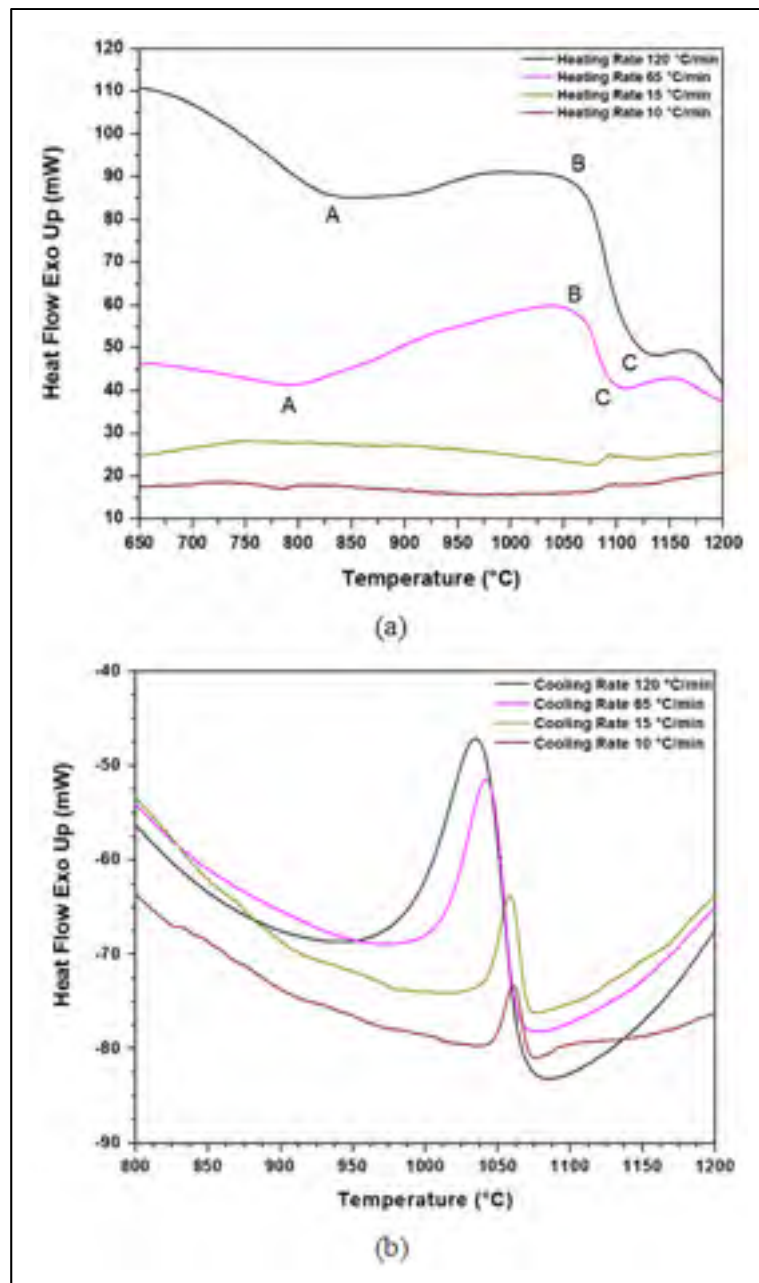 120
110
100
90
80
70
60
50
40
30
20
10
Heat Flow Exo Up (mW)
Heating Rate 120 °C/min
Heating Rate 65 °C/min
Heating Rate 15 °C/min
Heating Rate 10 °C/min
A
B
B
A
C
C
650 700 750 800 850 900 950 1000 1050 1100 1150 1200
Temperature (°C)
(a)
-40
-50
-60
-70
-80
-90
Heat Flow Exo Up (mW)
Cooling Rate 120 °C/min
Cooling Rate 65 °C/min
Cooling Rate 15 °C/min
Cooling Rate 10 °C/min
800 850 900 950 1000 1050 1100 1150 1200
Temperature (°C)
(b)